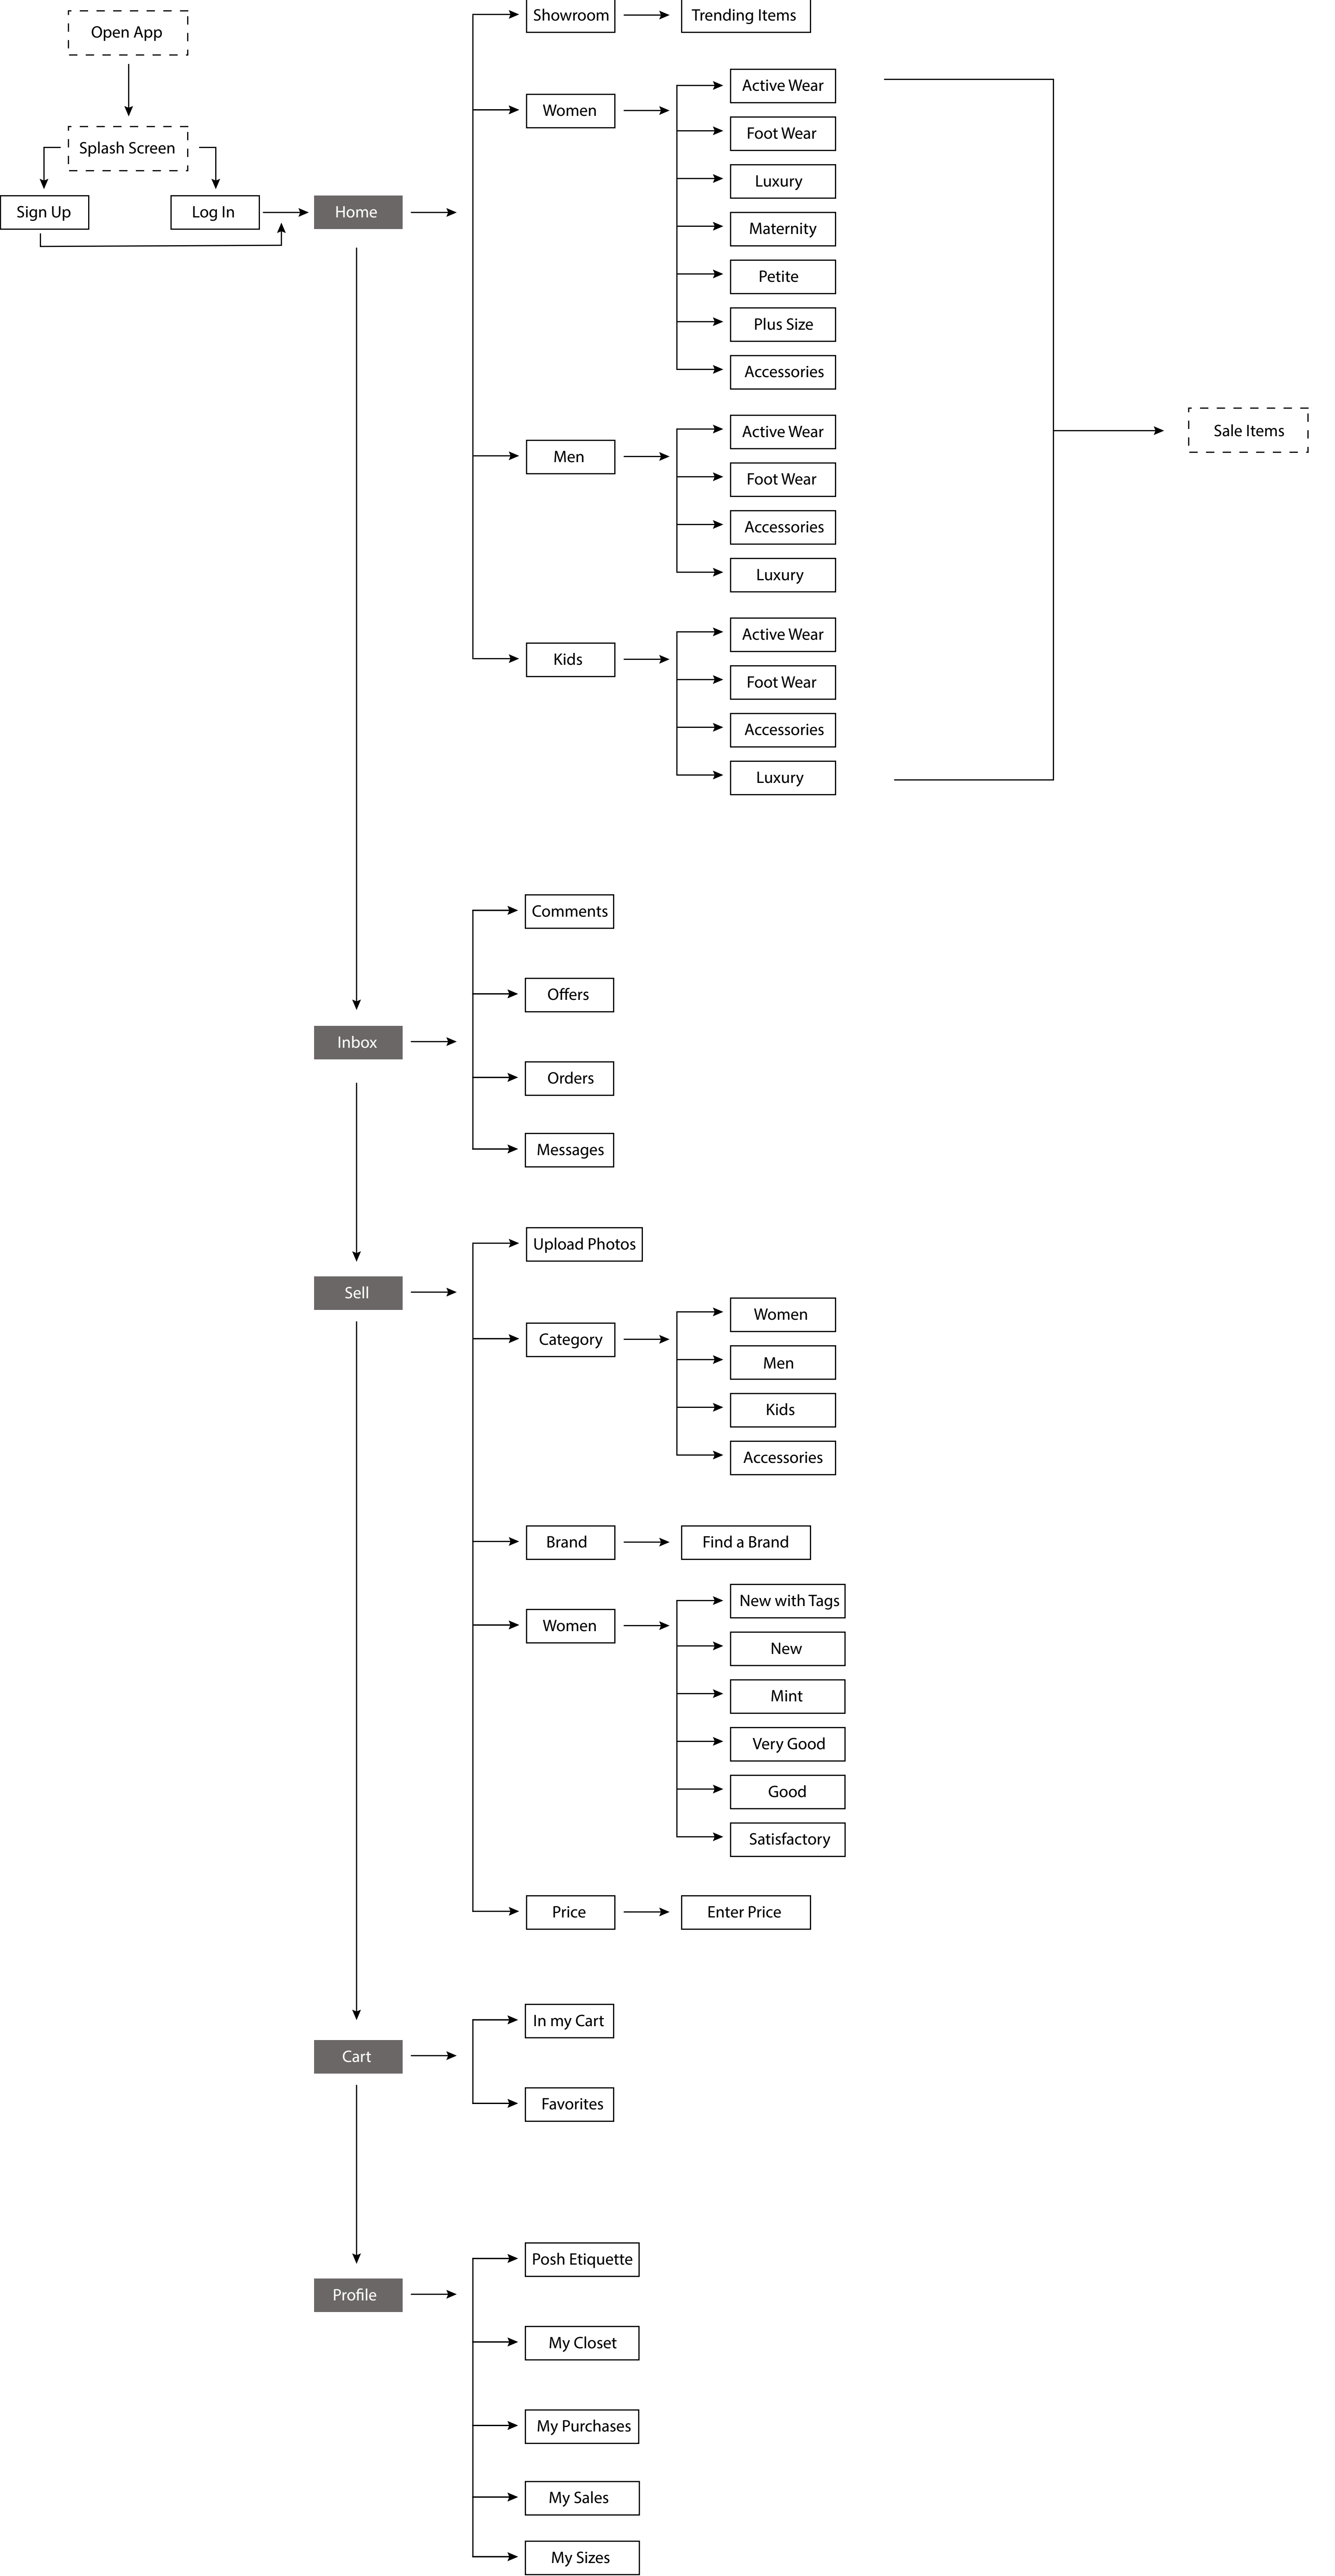 Open App
Splash Screen
Sign Up
Log In
Home
Showroom
Trending Items
Women
Active Wear
Foot Wear
Luxury
Maternity
Petite
Plus Size
Accessories
Men
Active Wear
Foot Wear
Accessories
Luxury
Kids
Active Wear
Foot Wear
Accessories
Luxury
Sale Items
Inbox
Comments
Offers
Orders
Messages
Sell
Upload Photos
Category
Women
Men
Kids
Accessories
Brand
Find a Brand
Women
New with Tags
New
Mint
Very Good
Good
Satisfactory
Price
Enter Price
Cart
In my Cart
Favorites
Profile
Posh Etiquette
My Closet
My Purchases
My Sales
My Sizes